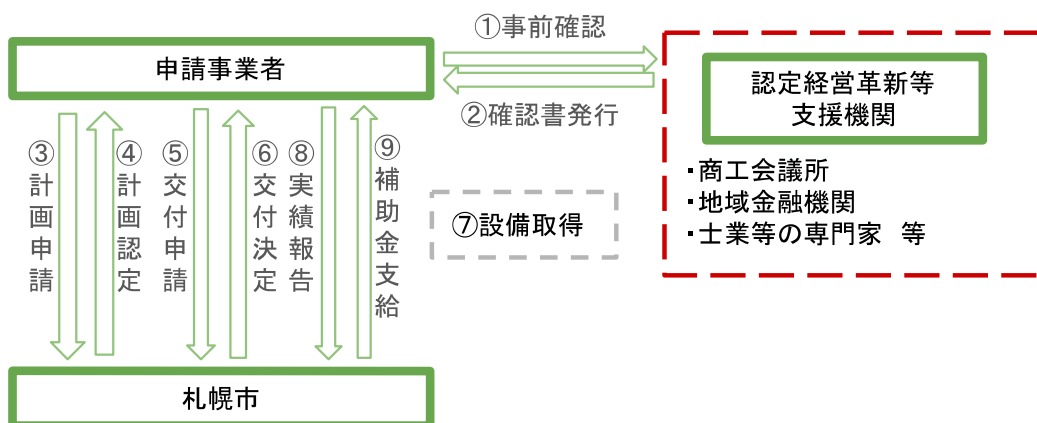 ①事前確認
申請事業者
認定経営革新等
支援機関
②確認書発行
・商工会議所
・地域金融機関
・士業等の専門家　等
③計画申請
④計画認定
⑤交付申請
⑥交付決定
⑧実績報告
⑨補助金支給
⑦設備取得
札幌市